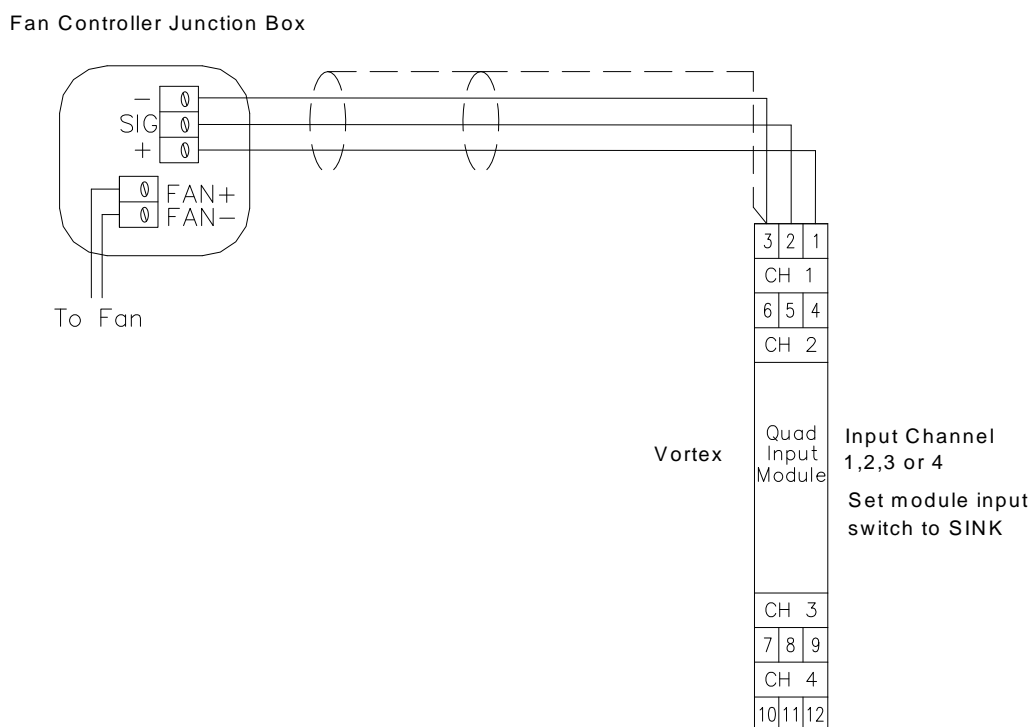 Fan Controller Junction Box
-
SIG
+
FAN+
FAN-
To Fan
3 2 1
CH 1
6 5 4
CH 2
Vortex
Quad
Input
Module
Input Channel
1,2,3 or 4
Set module input
switch to SINK
CH 3
7 8 9
CH 4
10 11 12